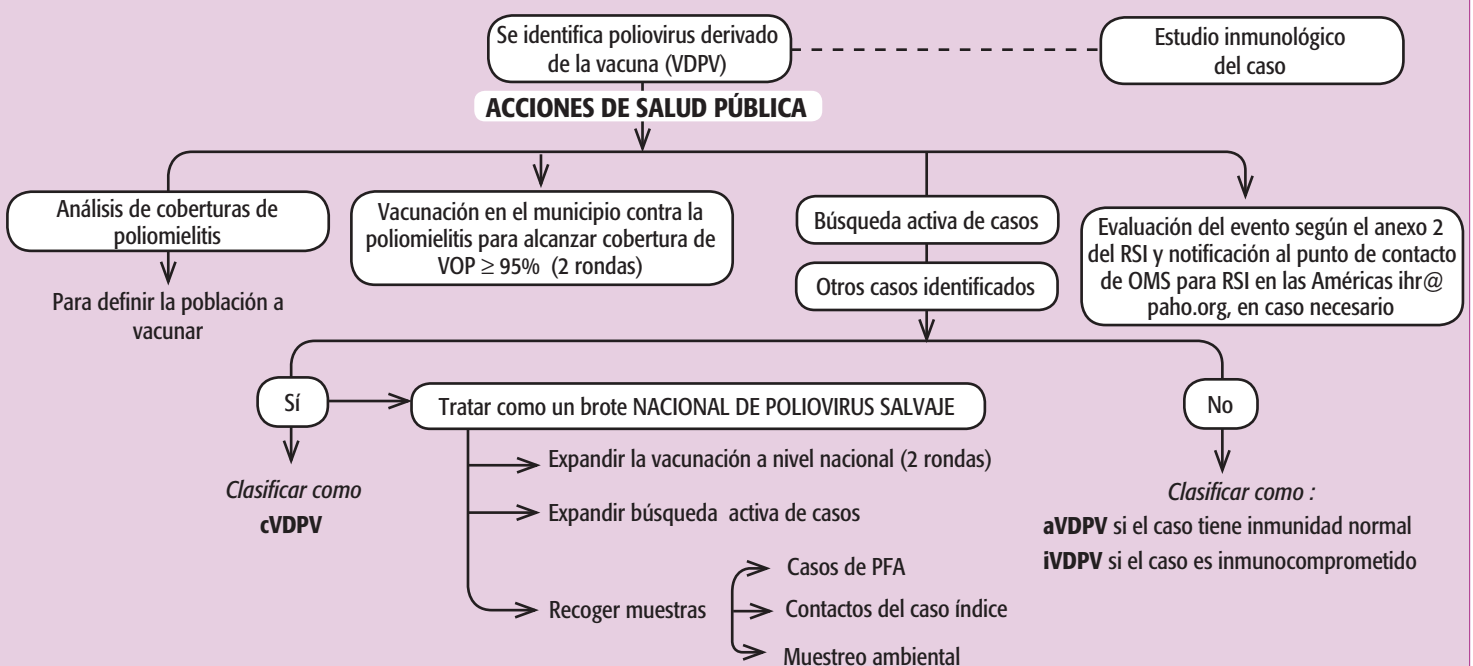 Se identifica poliovirus derivado
de la vacuna (VDPV)
Estudio inmunológico
del caso
ACCIONES DE SALUD PÚBLICA
Análisis de coberturas de
poliomielitis
Para definir la población a
vacunar
Vacunación en el municipio contra la
poliomielitis para alcanzar cobertura de
VOP ≥ 95% (2 rondas)
Búsqueda activa de casos
Otros casos identificados
Evaluación del evento según el anexo 2
del RSI y notificación al punto de contacto
de OMS para RSI en las Américas ihr@
paho.org, en caso necesario
Sí
Tratar como un brote NACIONAL DE POLIOVIRUS SALVAJE
No
Clasificar como
cVDPV
Expandir la vacunación a nivel nacional (2 rondas)
Expandir búsqueda activa de casos
Recoger muestras
Casos de PFA
Contactos del caso índice
Muestreo ambiental
Clasificar como :
aVDPV si el caso tiene inmunidad normal
iVDPV si el caso es inmunocomprometido